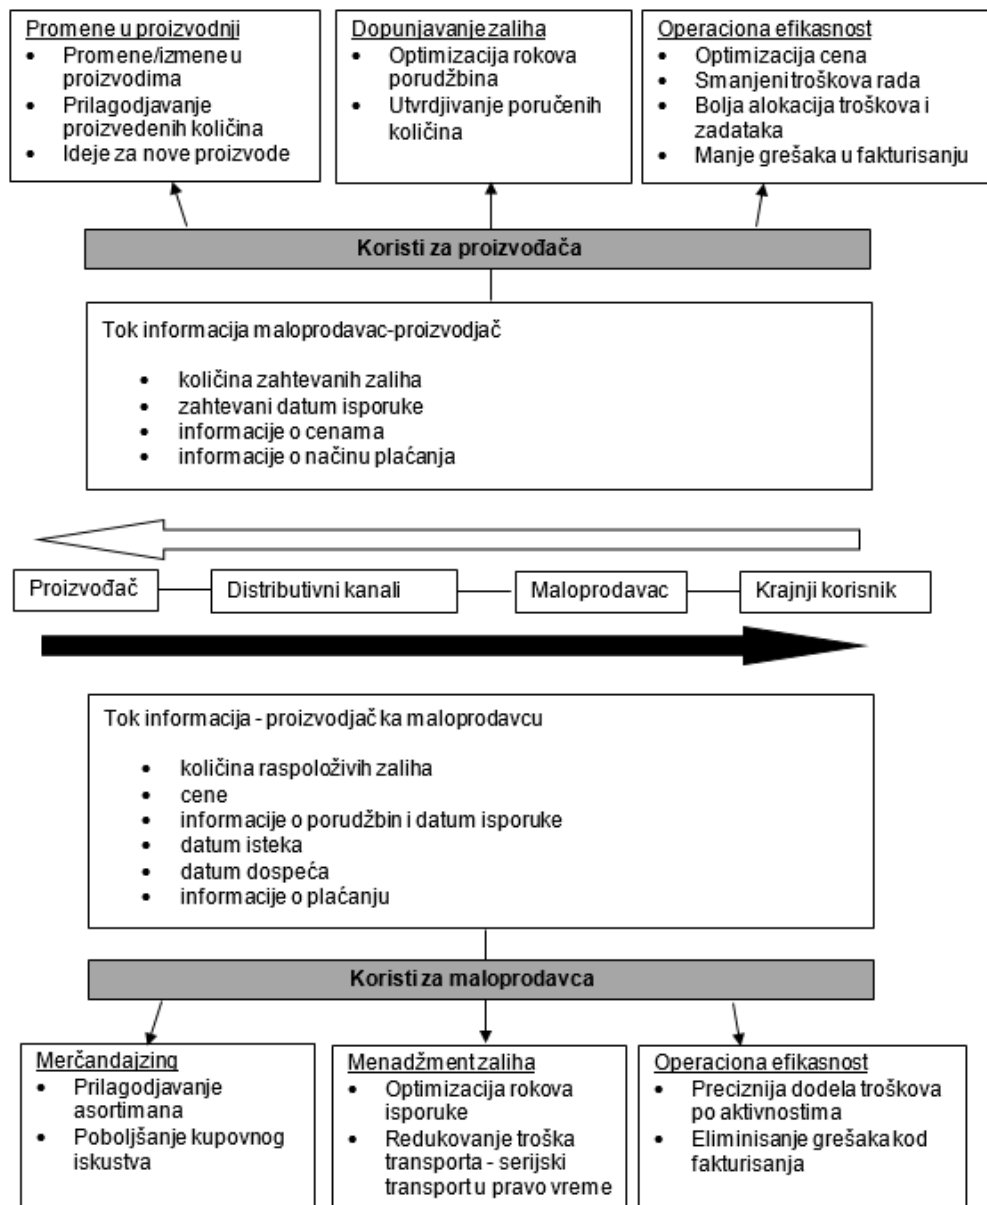 Promene u proizvodnji
• Promene/izmene u
proizvodima
• Prilagodjavanje
proizvedenih količina
• Ideje za nove proizvode
Dopunjavanje zaliha
• Optimizacija rokova
porudžbina
• Utvrdjivanje poručenih
količina
Operaciona efikasnost
• Optimizacija cena
• Smanjeni troškova rada
• Bolja alokacija troškova i
zadataka
• Manje grešaka u fakturisanju
Koristi za proizvođača
Tok informacija maloprodavac-proizvodjač
• količina zahtevanih zaliha
• zahtevani datum isporuke
• informacije o cenama
• informacije o načinu plaćanja
Proizvođač
Distributivni kanali
Maloprodavac
Krajnji korisnik
Tok informacija - proizvodjač ka maloprodavcu
• količina raspoloživih zaliha
• cene
• informacije o porudžbin i datum isporuke
• datum isteka
• datum dospeća
• informacije o plaćanju
Koristi za maloprodavca
Merčandajzing
• Prilagodjavanje
asortimana
• Poboljšanje kupovnog
iskustva
Menadžment zaliha
• Optimizacija rokova
isporuke
• Redukovanje troška
transporta - serijski
transport u pravo vreme
Operaciona efikasnost
• Preciznija dodela troškova
po aktivnostima
• Eliminisanje grešaka kod
fakturisanja